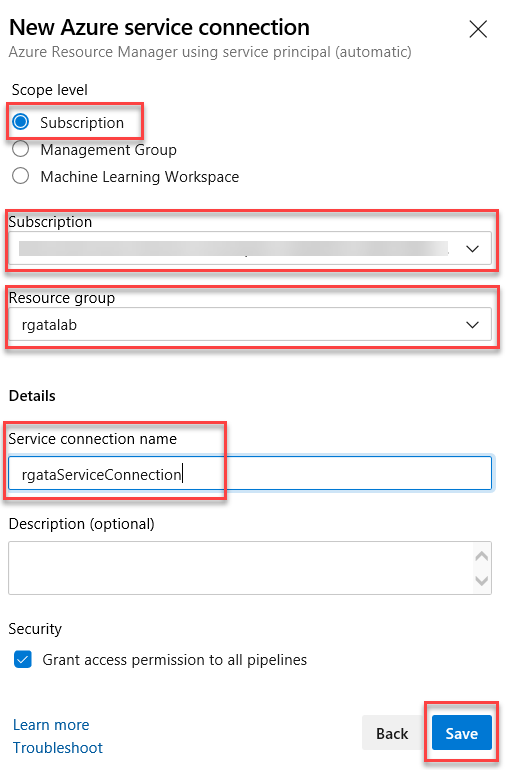 New Azure service connection
Azure Resource Manager using service principal (automatic)
Scope level
Subscription
Management Group
Machine Learning Workspace
Subscription
Resource group
rgatalab
Details
Service connection name
rgataServiceConnection
Description (optional)
Security
Grant access permission to all pipelines
Learn more
Troubleshoot
Back
Save